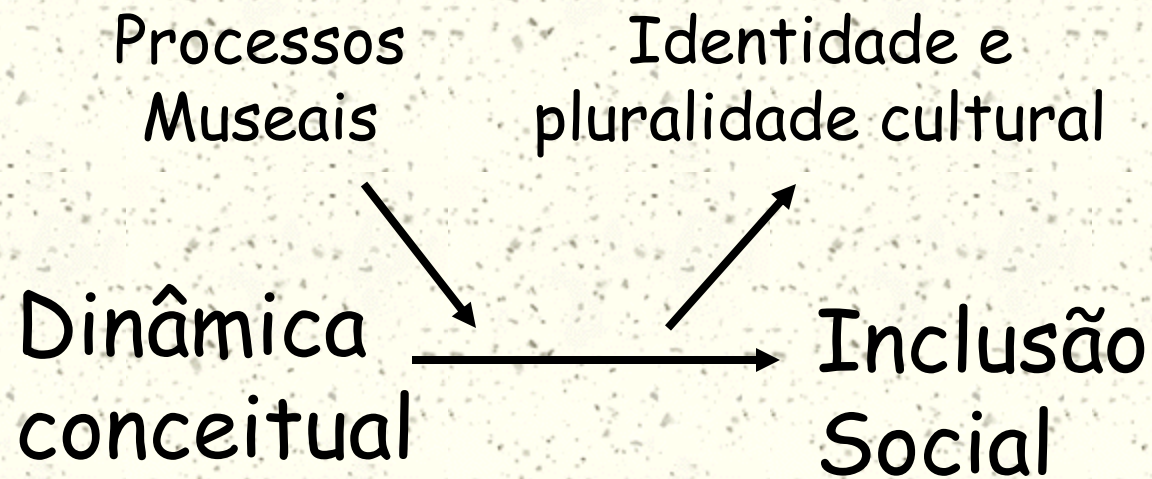 Processos
Museais
Identidade e
pluralidade cultural
Dinâmica
conceitual
Inclusão
Social